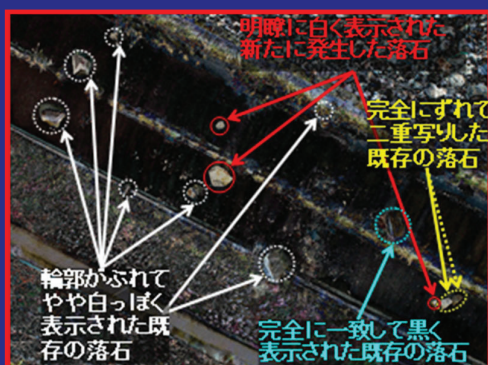 明瞭に白く表示された
新たに発生した落石
完全にずれて
二重写りした
既存の落石
輪郭がぶれて
やや白っぽく
表示された既
存の落石
完全に一致して黒く
表示された既存の落石